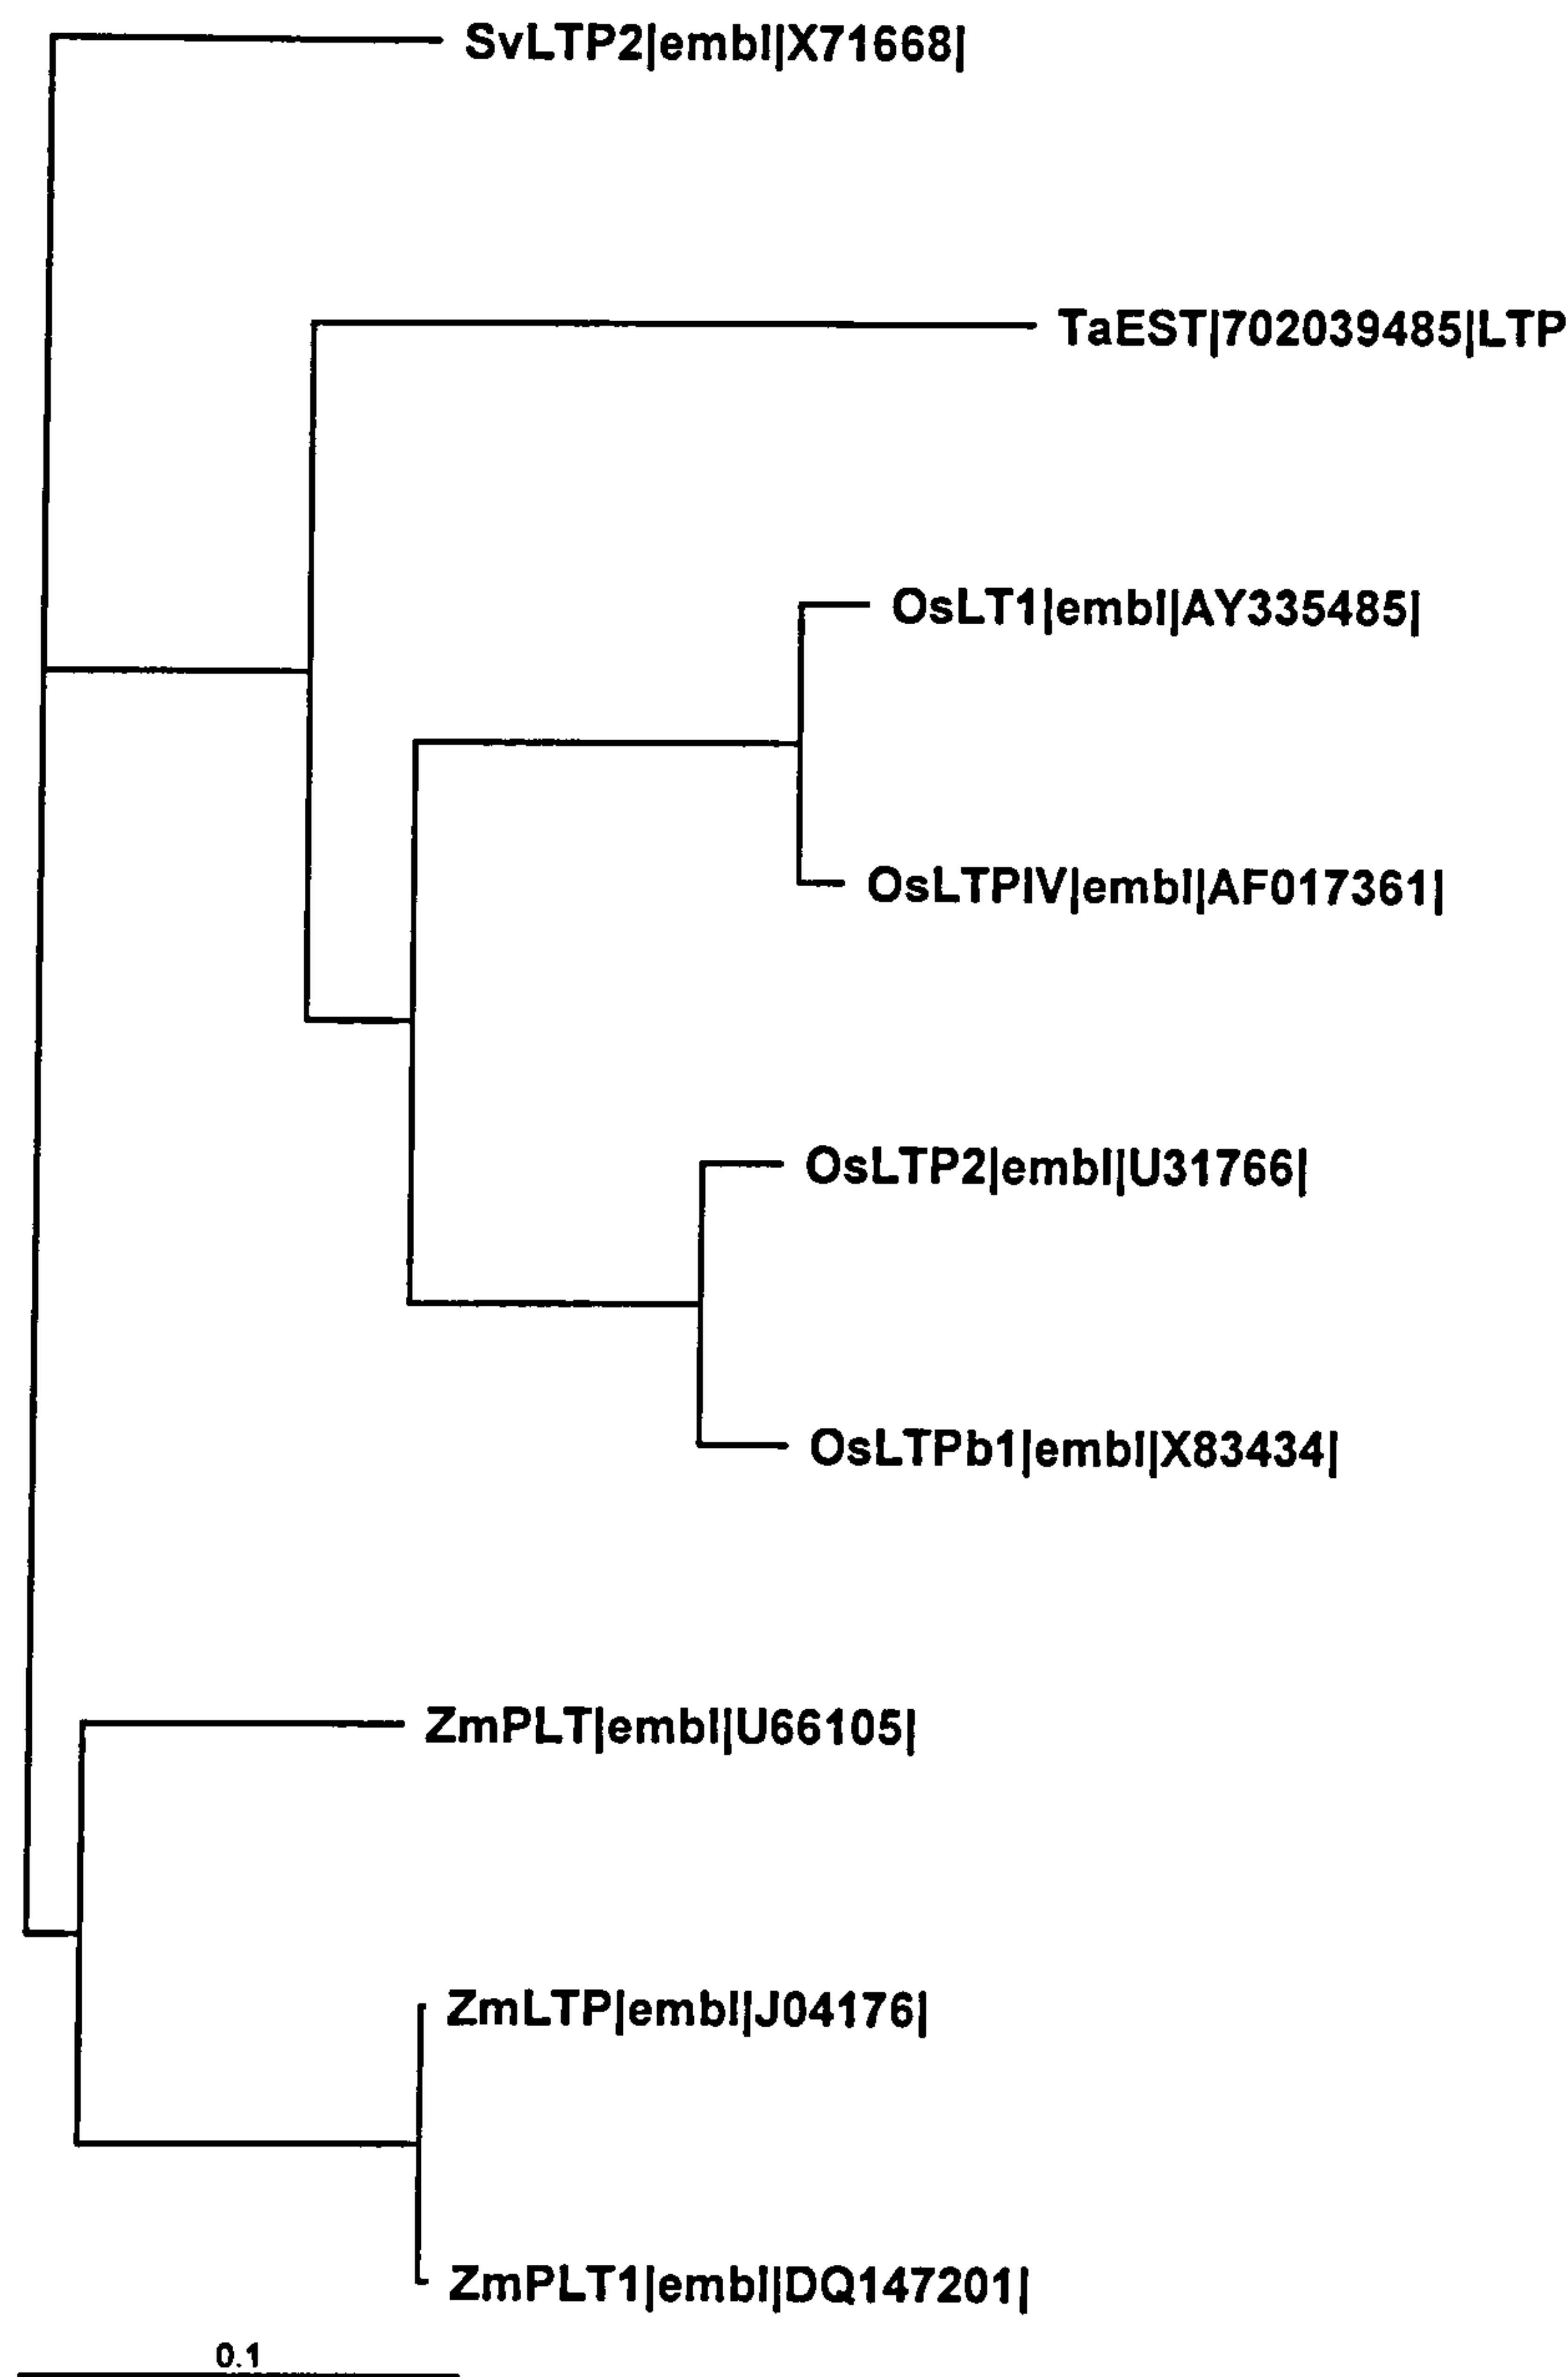 SvLTP2|embl|X71668|
TaEST|702039485|LTP
OsLT1|embl|AY335485|
OsLTPIV|embl|AF017361|
OsLTP2|embl|U31766|
OsLTPb1|embl|X83434|
ZmPLT|embl|U66105|
ZmLTP|embl|J04176|
ZmPLT1|embl|DQ147201|
0.1